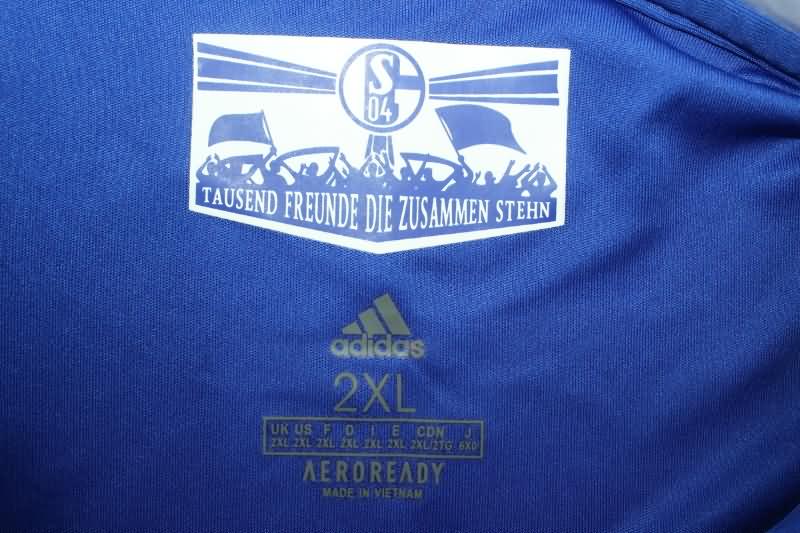 S
04
TAUSEND FREUNDE DIE ZUSAMMEN STEHN
adidas
2XL
UK US F D I E CDN J
2XL 2XL 2XL 2XL 2XL 2XL 2XL/2TG 6XO
AEROREADY
MADE IN VIETNAM